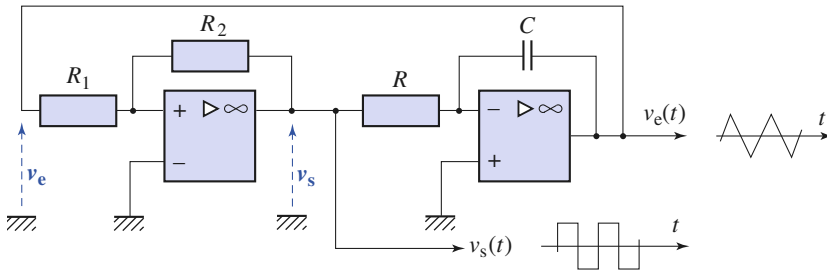 R₂
C
R₁
R
+
▷ ∞
−
−
▷ ∞
+
vₑ(t)
t
vₑ
vₛ
vₛ(t)
t